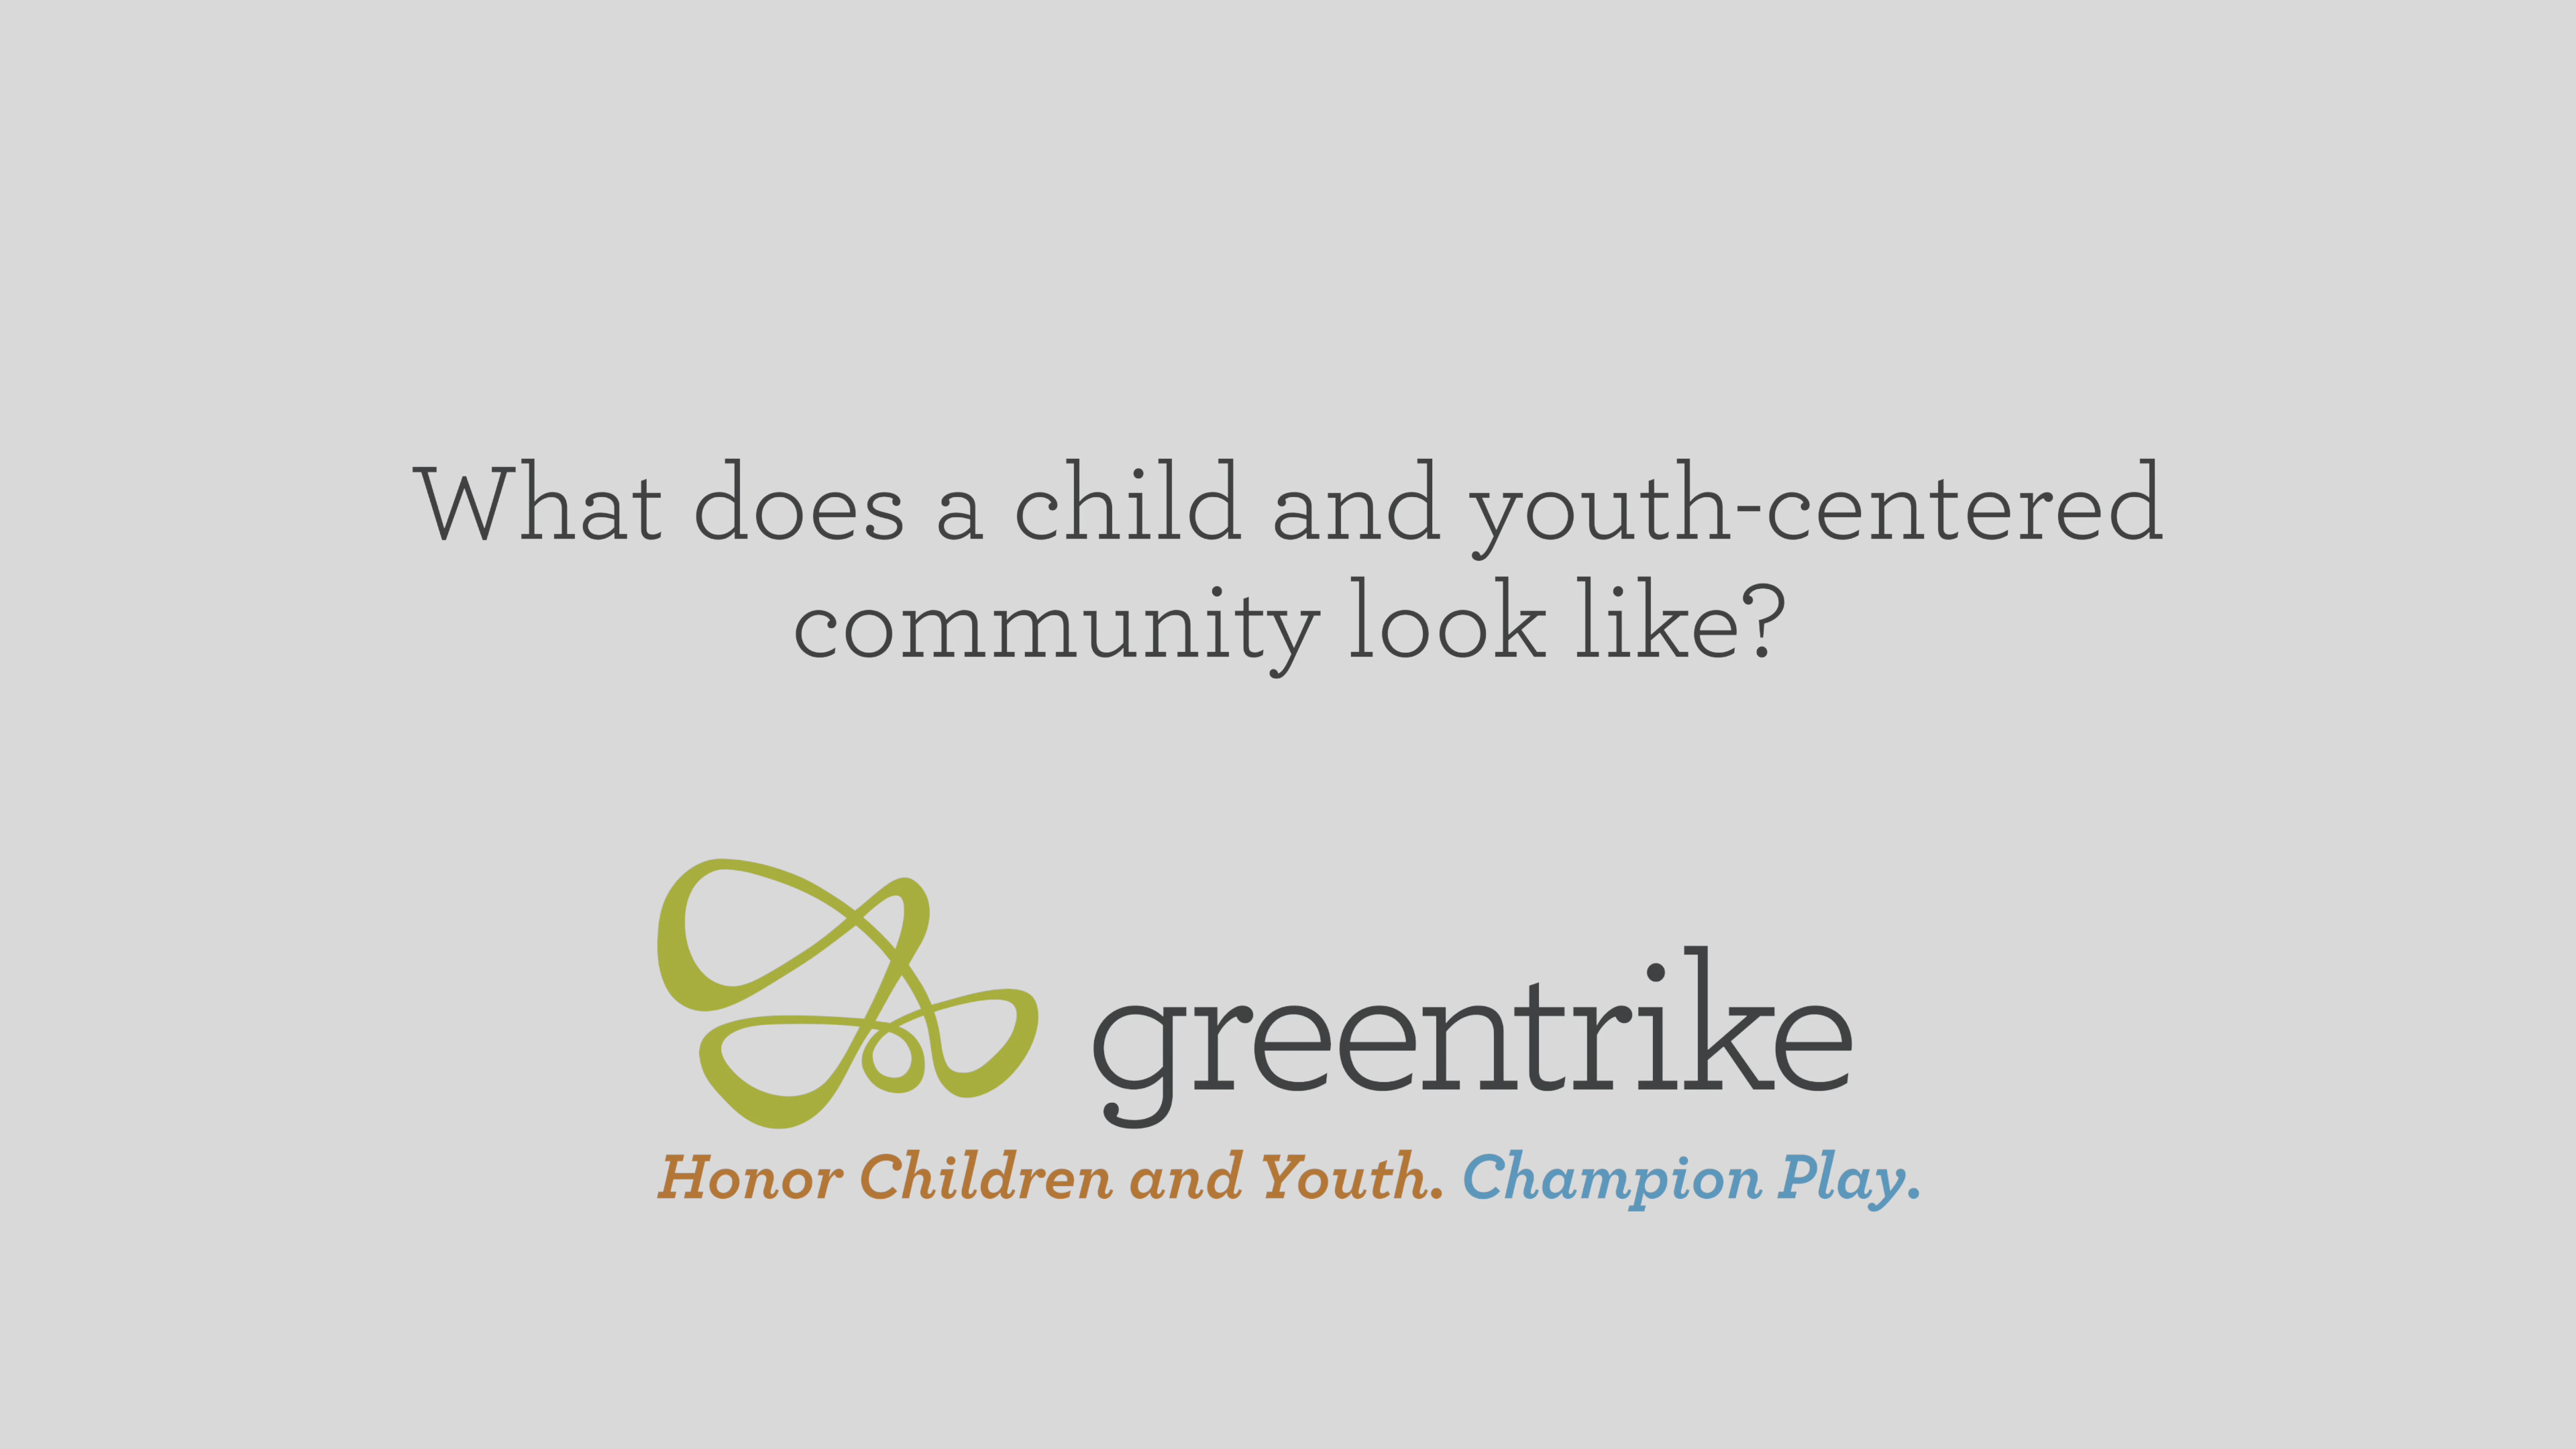 What does a child and youth-centered
community look like?
greentrike
Honor Children and Youth. Champion Play.